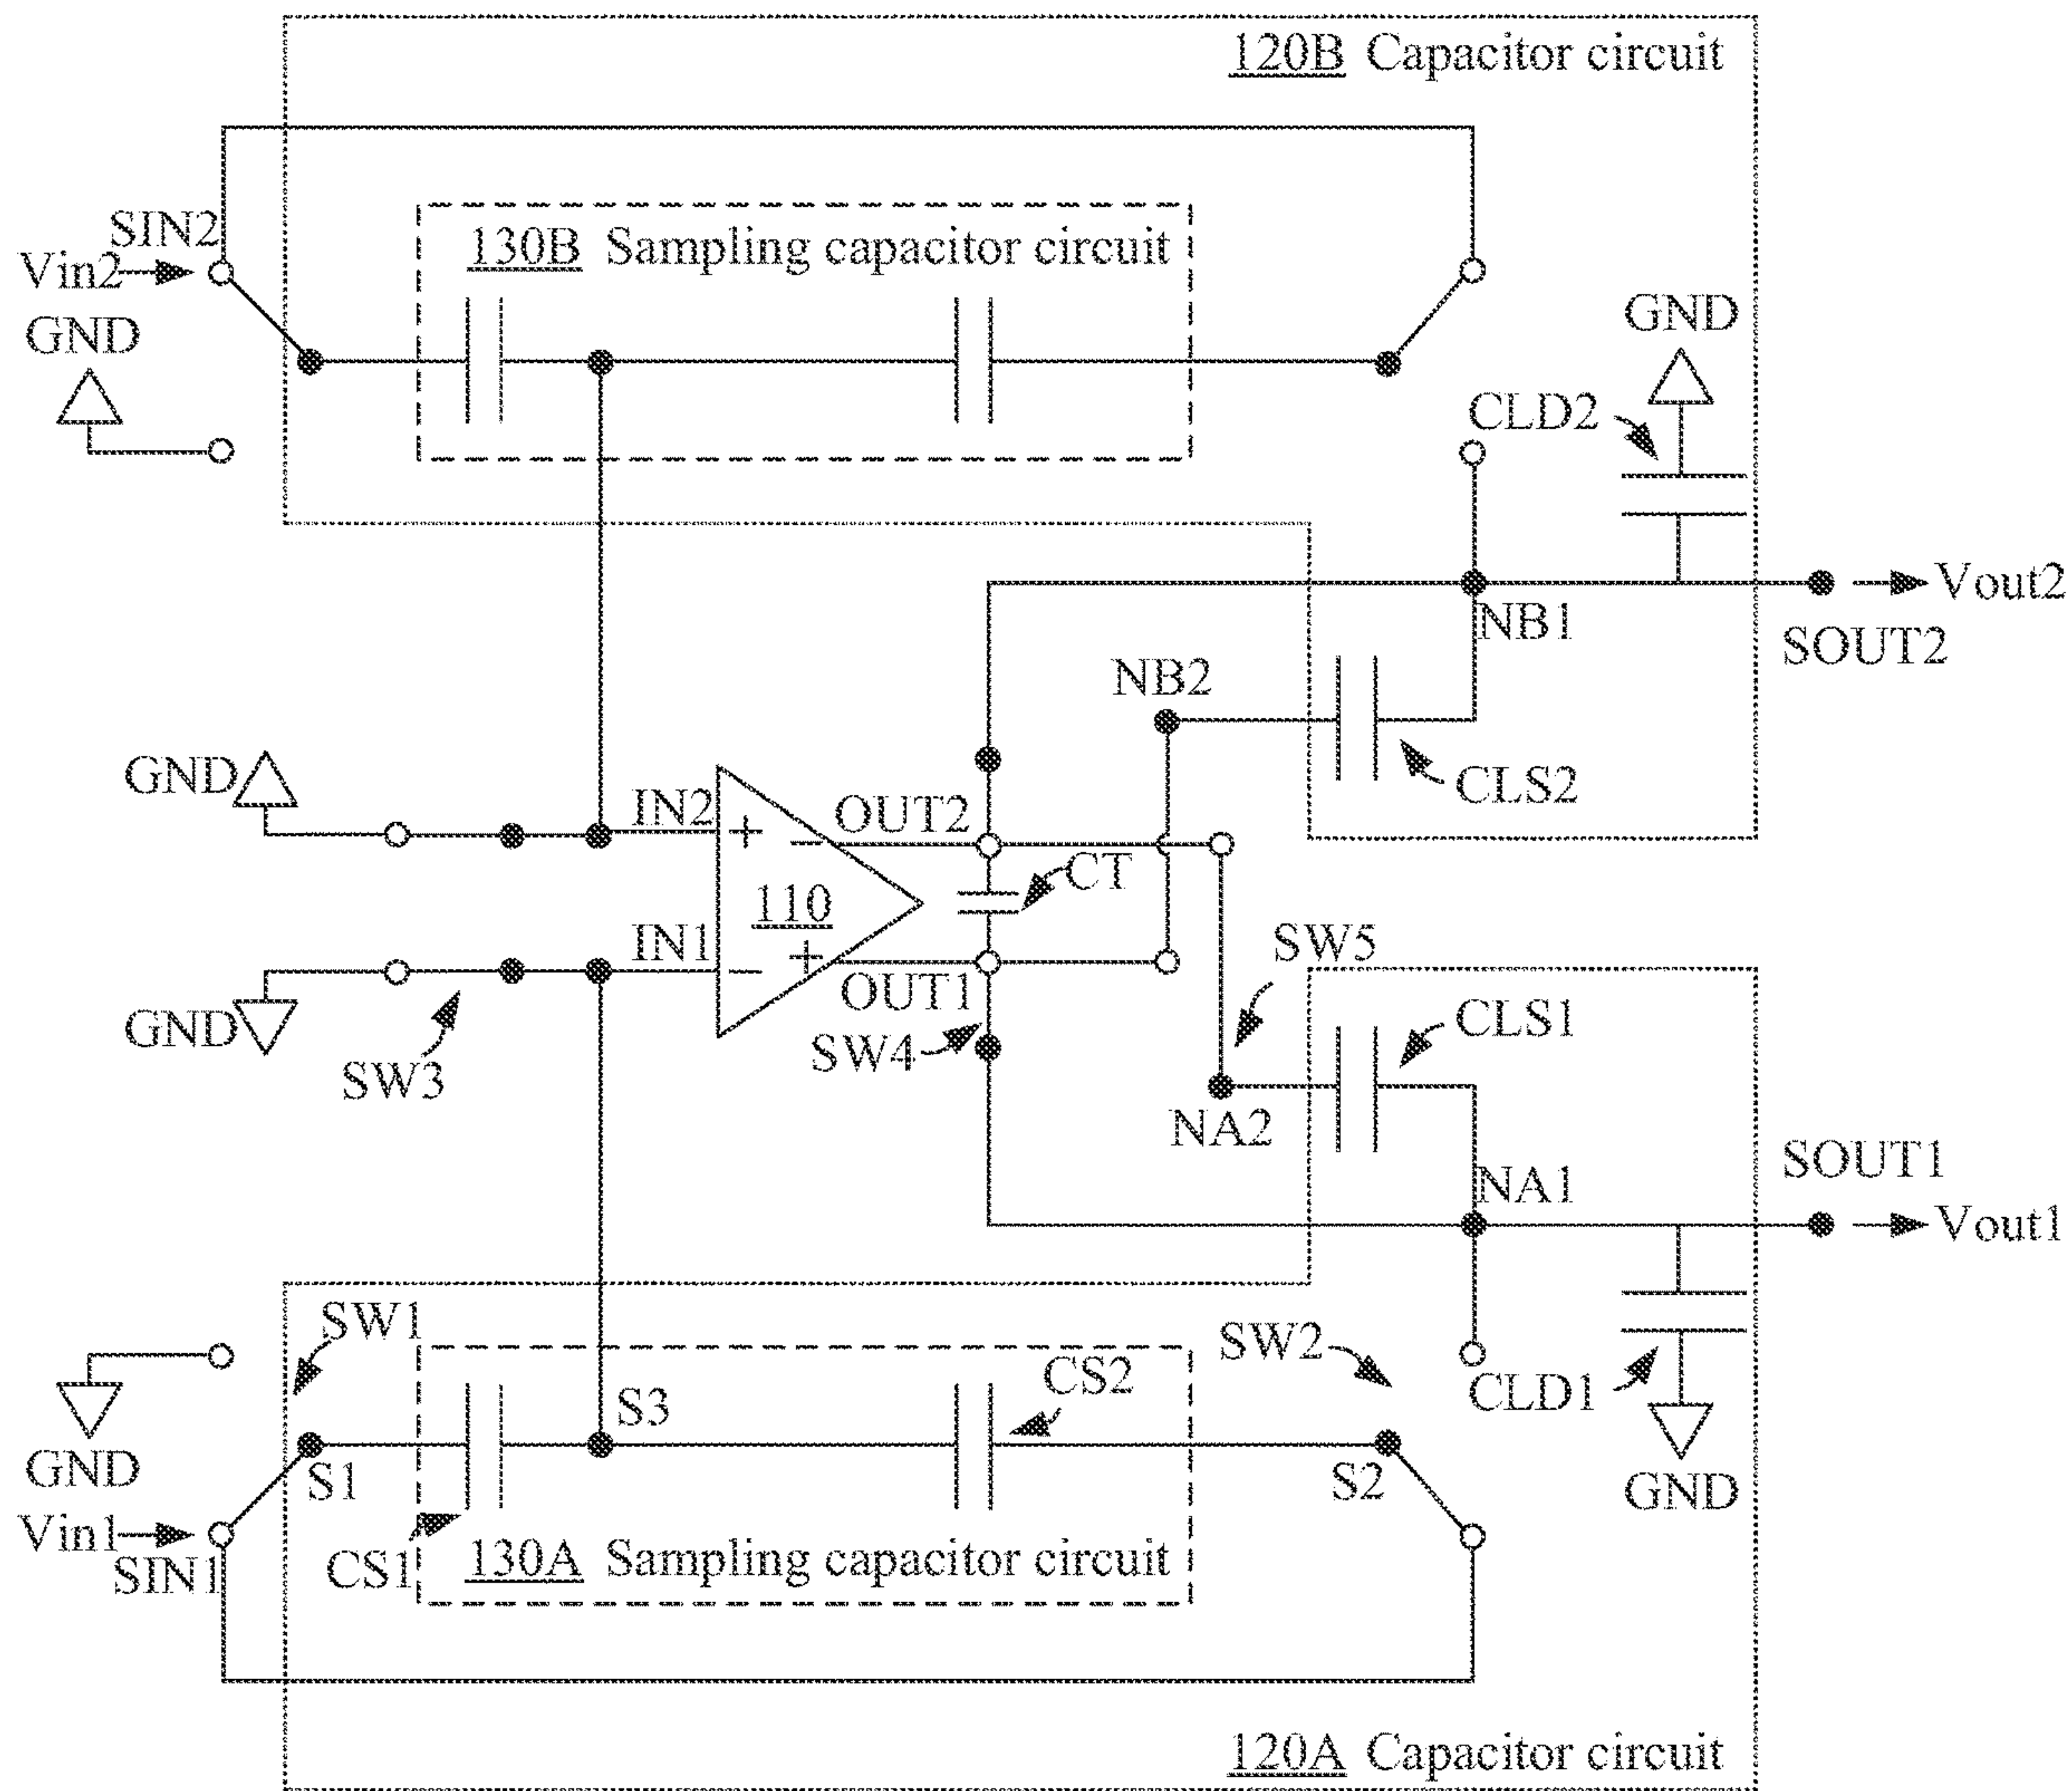 120B Capacitor circuit
SIN2
Vin2
130B Sampling capacitor circuit
GND
GND
CLD2
Vout2
NB1
SOUT2
NB2
GND
CLS2
IN2
OUT2
+
−
CT
110
IN1
SW5
−
+
OUT1
GND
CLS1
SW4
SW3
NA2
SOUT1
NA1
Vout1
SW1
SW2
CS2
CLD1
S3
GND
S1
S2
GND
Vin1
CS1
130A Sampling capacitor circuit
SIN1
120A Capacitor circuit